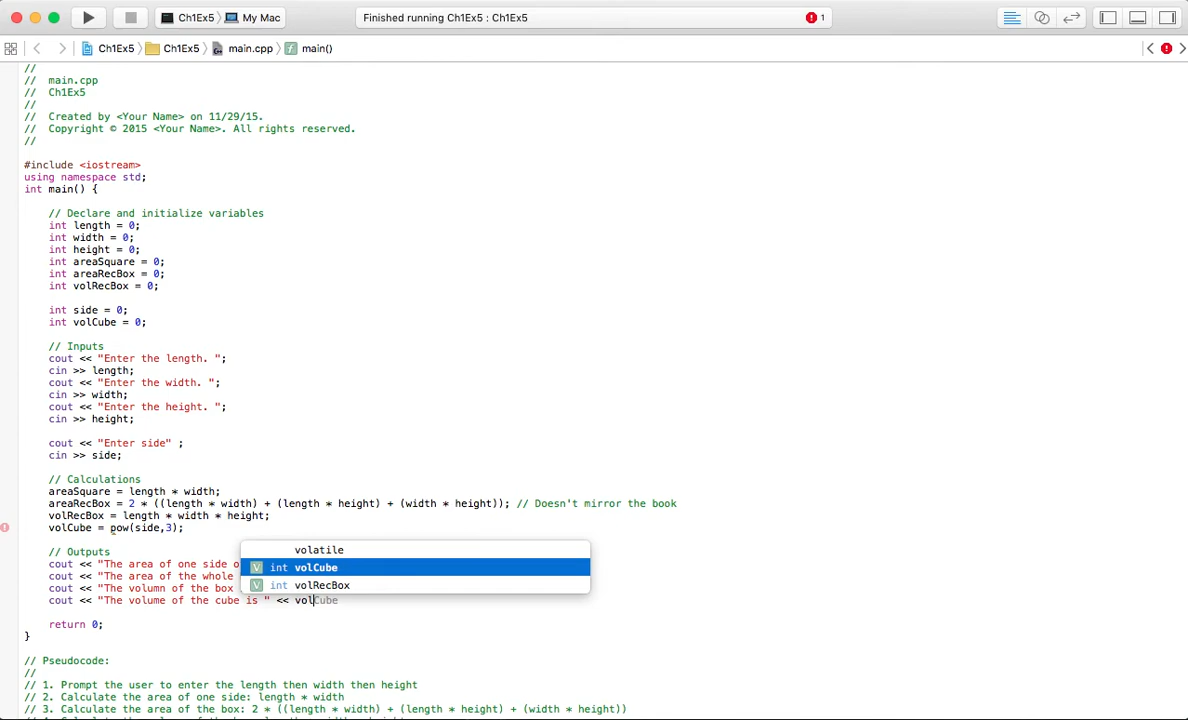 Ch1Ex5 My Mac Finished running Ch1Ex5 : Ch1Ex5 1
Ch1Ex5 Ch1Ex5 main.cpp main()
//
// main.cpp
// Ch1Ex5
//
// Created by <Your Name> on 11/29/15.
// Copyright © 2015 <Your Name>. All rights reserved.
//
#include <iostream>
using namespace std;
int main() {
// Declare and initialize variables
int length = 0;
int width = 0;
int height = 0;
int areaSquare = 0;
int areaRecBox = 0;
int volRecBox = 0;
int side = 0;
int volCube = 0;
// Inputs
cout << "Enter the length. ";
cin >> length;
cout << "Enter the width. ";
cin >> width;
cout << "Enter the height. ";
cin >> height;
cout << "Enter side" ;
cin >> side;
// Calculations
areaSquare = length * width;
areaRecBox = 2 * ((length * width) + (length * height) + (width * height)); // Doesn't mirror the book
volRecBox = length * width * height;
volCube = pow(side,3);
// Outputs
volatile
cout << "The area of one side o
int volCube
cout << "The area of the whole
int volRecBox
cout << "The volumn of the box
cout << "The volume of the cube is " << volCube
return 0;
}
// Pseudocode:
//
// 1. Prompt the user to enter the length then width then height
// 2. Calculate the area of one side: length * width
// 3. Calculate the area of the box: 2 * ((length * width) + (length * height) + (width * height))